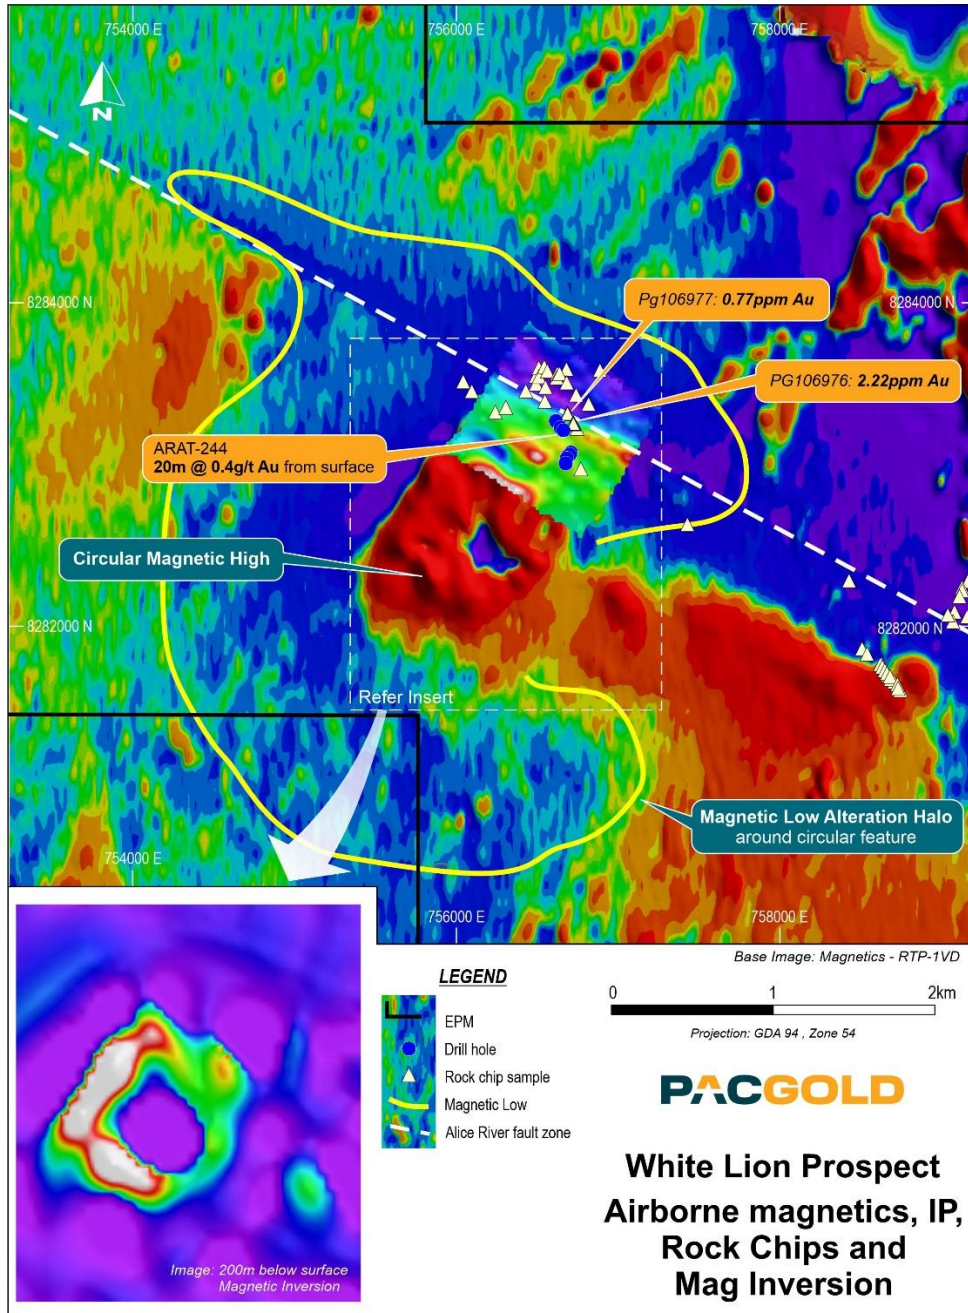 754000 E
756000 E
758000 E
N
8284000 N
8284000 N
Pg106977: 0.77ppm Au
PG106976: 2.22ppm Au
ARAT-244
20m @ 0.4g/t Au from surface
Circular Magnetic High
8282000 N
8282000 N
Refer Insert
Magnetic Low Alteration Halo
around circular feature
754000 E
756000 E
758000 E
Base Image: Magnetics - RTP-1VD
LEGEND
EPM
Drill hole
Rock chip sample
Magnetic Low
Alice River fault zone
0 1 2km
Projection: GDA 94 , Zone 54
PACGOLD
White Lion Prospect
Airborne magnetics, IP,
Rock Chips and
Mag Inversion
Image: 200m below surface
Magnetic Inversion